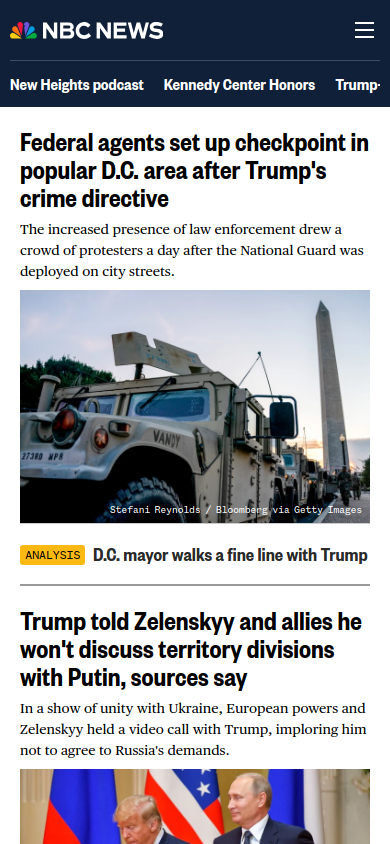 NBC NEWS
New Heights podcast Kennedy Center Honors Trump-
Federal agents set up checkpoint in
popular D.C. area after Trump's
crime directive
The increased presence of law enforcement drew a
crowd of protesters a day after the National Guard was
deployed on city streets.
VANDY
273RD MP
Stefani Reynolds / Bloomberg via Getty Images
ANALYSIS D.C. mayor walks a fine line with Trump
Trump told Zelenskyy and allies he
won't discuss territory divisions
with Putin, sources say
In a show of unity with Ukraine, European powers and
Zelenskyy held a video call with Trump, imploring him
not to agree to Russia's demands.